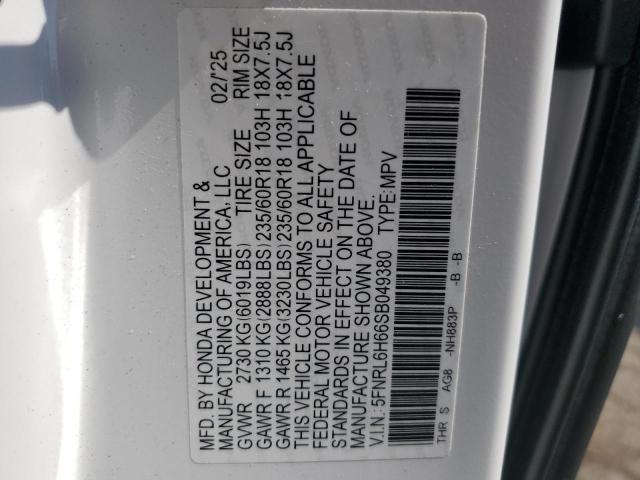 MFD. BY HONDA DEVELOPMENT &
MANUFACTURING OF AMERICA, LLC 02/'25
GVWR 2730 KG(6019LBS) TIRE SIZE RIM SIZE
GAWR F 1310 KG(2888LBS)235/60R18 103H 18X7.5J
GAWR R 1465 KG(3230LBS)235/60R18 103H 18X7.5J
THIS VEHICLE CONFORMS TO ALL APPLICABLE
FEDERAL MOTOR VEHICLE SAFETY
STANDARDS IN EFFECT ON THE DATE OF
MANUFACTURE SHOWN ABOVE.
V.I.N.:5FNRL6H66SB049380 TYPE:MPV
THR S AG8 -NH883P -B -B